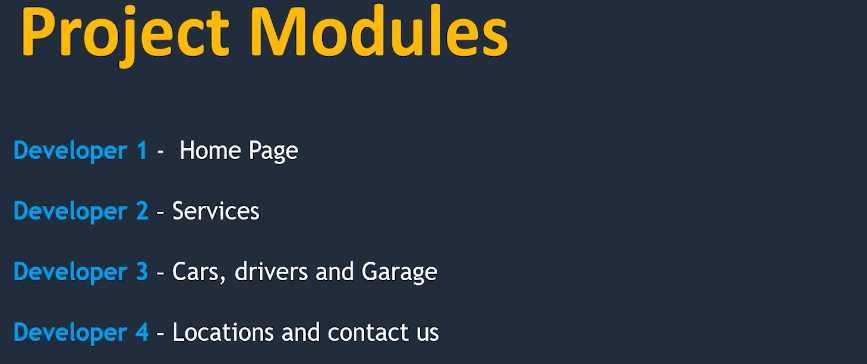 Project Modules
Developer 1 -  Home Page
Developer 2 – Services
Developer 3 – Cars, drivers and Garage
Developer 4 – Locations and contact us